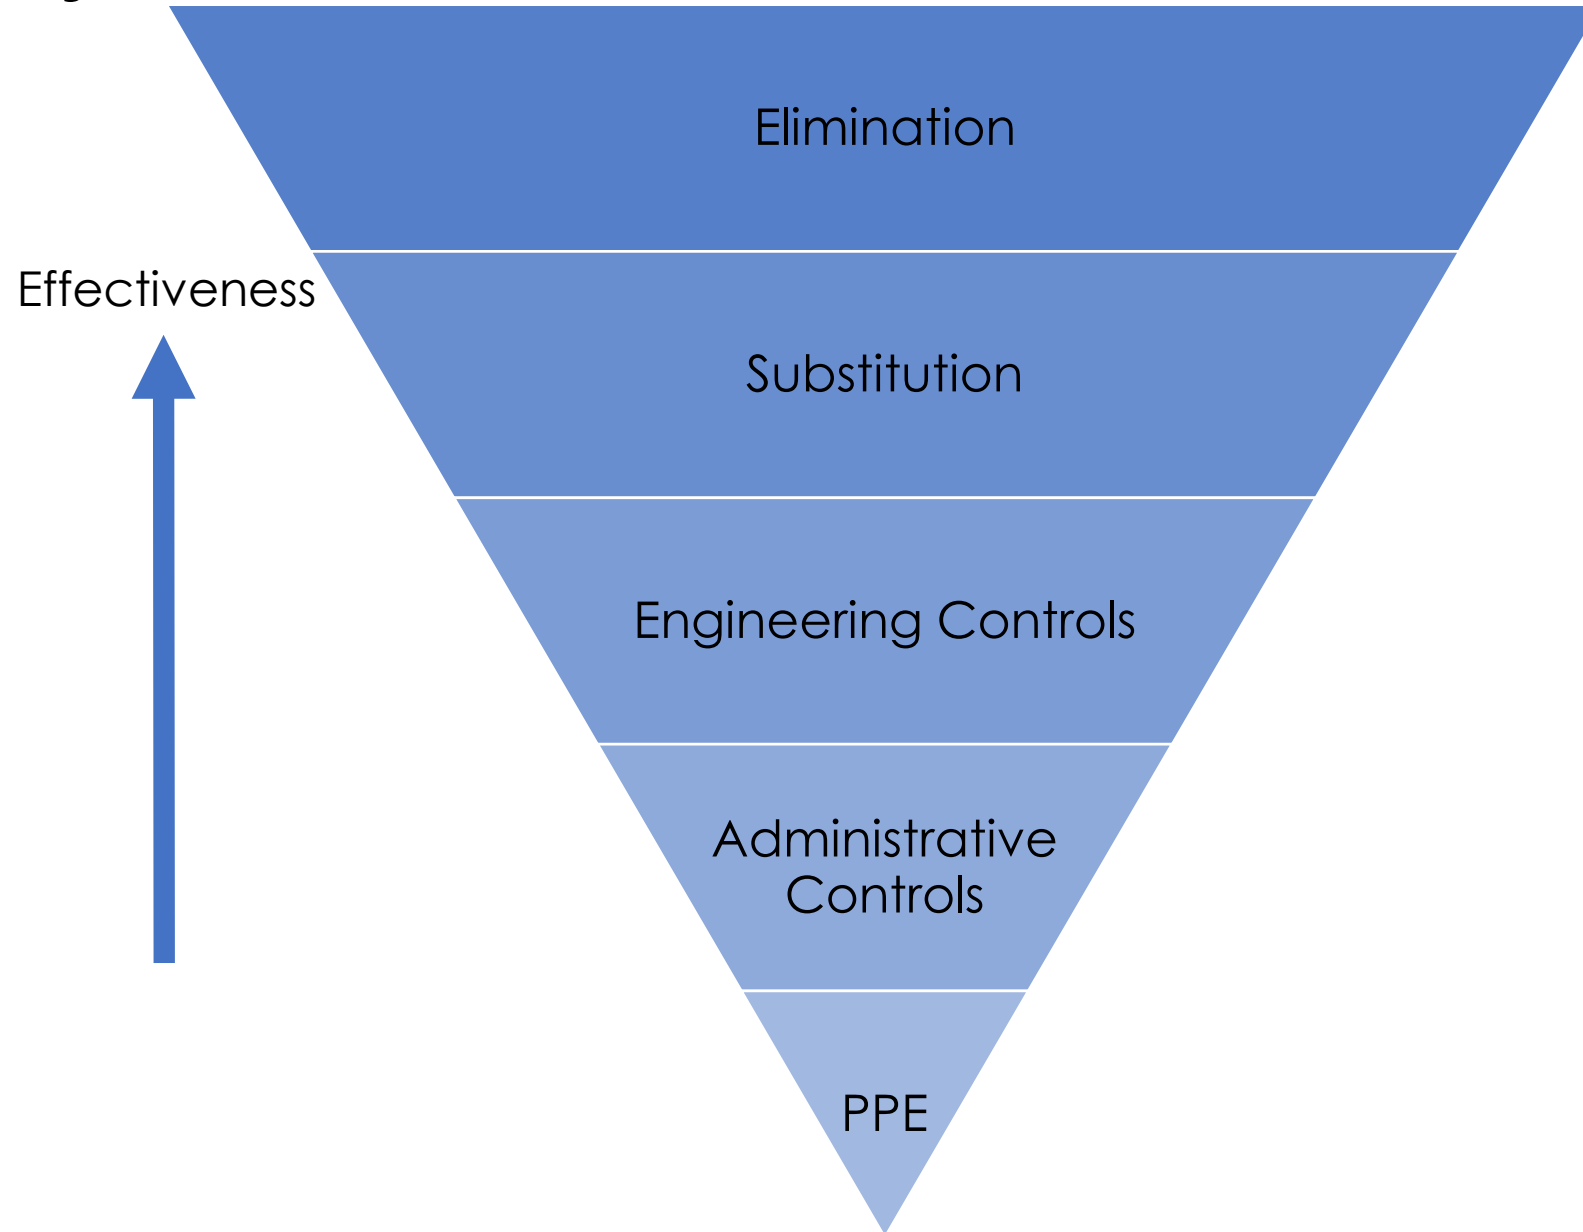 Elimination
Effectiveness
Substitution
Engineering Controls
Administrative
Controls
PPE